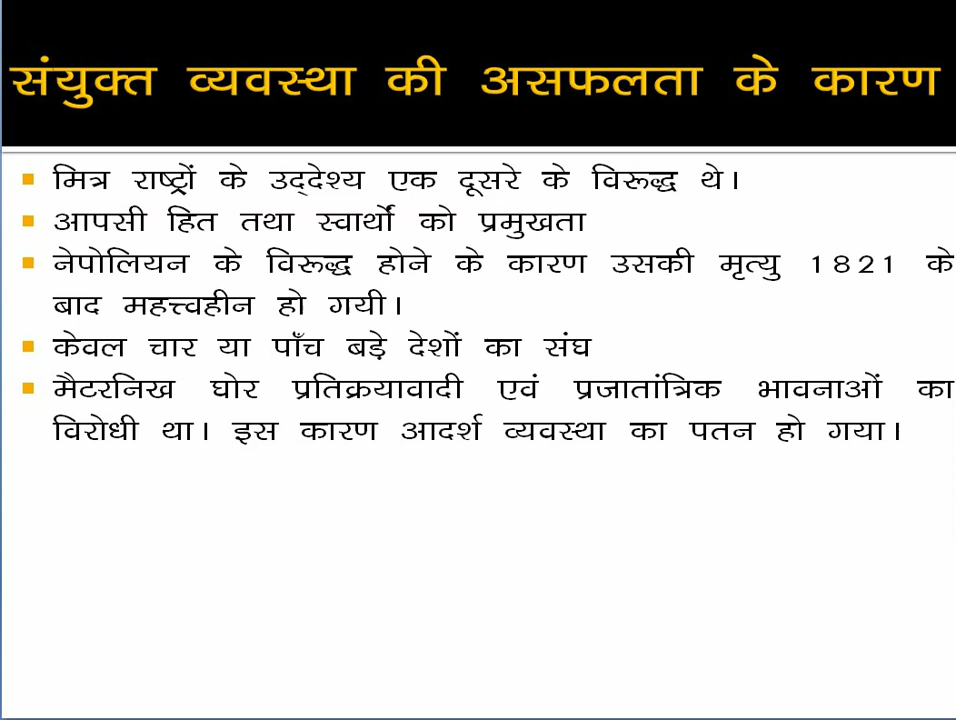 संयुक्त व्यवस्था की असफलता के कारण
मित्र राष्ट्रों के उद्देश्य एक दूसरे के विरूद्ध थे।
आपसी हित तथा स्वार्थों को प्रमुखता
नेपोलियन के विरूद्ध होने के कारण उसकी मृत्यु 1821 के
बाद महत्त्वहीन हो गयी।
केवल चार या पाँच बड़े देशों का संघ
मैटरनिख घोर प्रतिक्रयावादी एवं प्रजातांत्रिक भावनाओं का
विरोधी था। इस कारण आदर्श व्यवस्था का पतन हो गया।